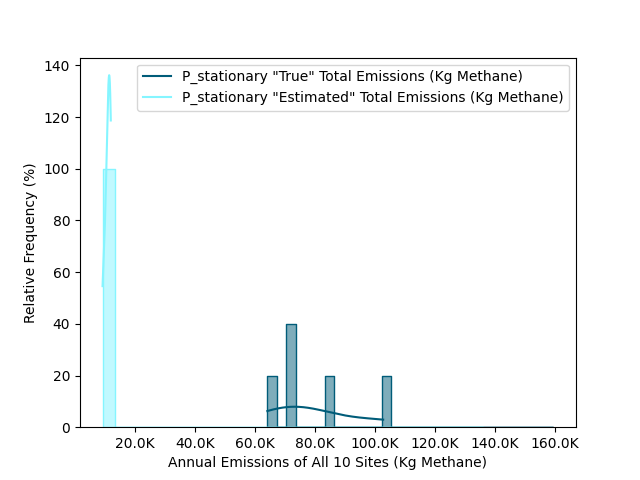 P_stationary "True" Total Emissions (Kg Methane)
P_stationary "Estimated" Total Emissions (Kg Methane)
140
120
100
80
60
40
20
0
Relative Frequency (%)
20.0K 40.0K 60.0K 80.0K 100.0K 120.0K 140.0K 160.0K
Annual Emissions of All 10 Sites (Kg Methane)